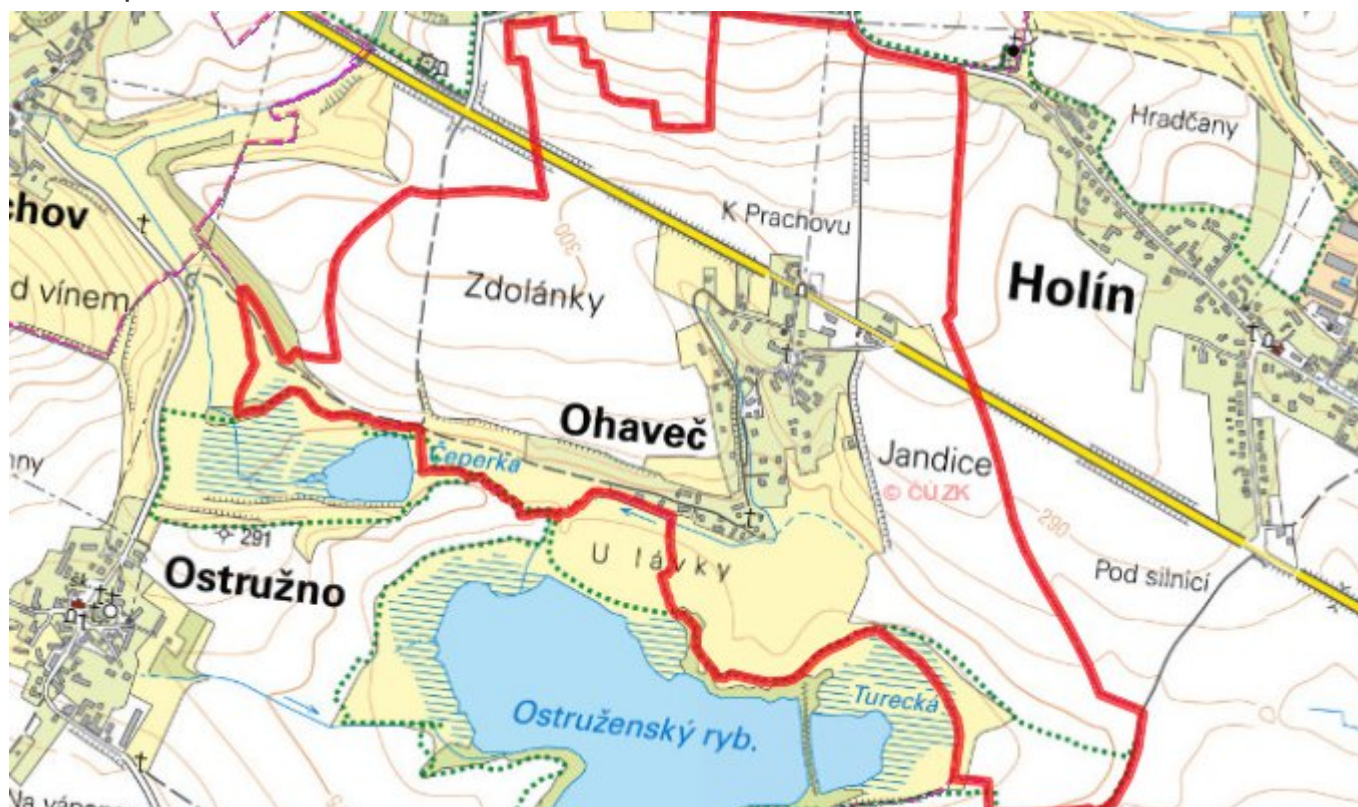 Hradčany
chov
K Prachovu
300
d vínem
Zdolánky
Holín
Ohaveč
Jandice
© ČÚZK
Čeperka
290
291
U lávky
Pod silnicí
Ostružno
šk
Turecká
Ostruženský ryb.